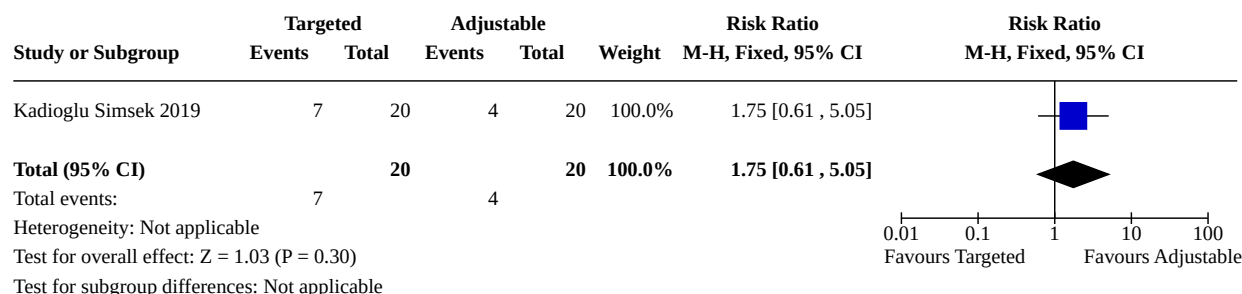 Targeted Adjustable Risk Ratio Risk Ratio
Study or Subgroup Events Total Events Total Weight M-H, Fixed, 95% CI M-H, Fixed, 95% CI
Kadioglu Simsek 2019 7 20 4 20 100.0% 1.75 [0.61 , 5.05]
Total (95% CI) 20 20 100.0% 1.75 [0.61 , 5.05]
Total events: 7 4
Heterogeneity: Not applicable 0.01 0.1 1 10 100
Test for overall effect: Z = 1.03 (P = 0.30) Favours Targeted Favours Adjustable
Test for subgroup differences: Not applicable